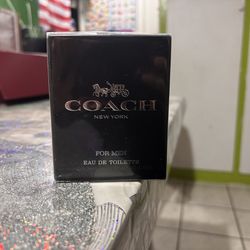 COACH
NEW YORK
FOR MEN
EAU DE TOILETTE